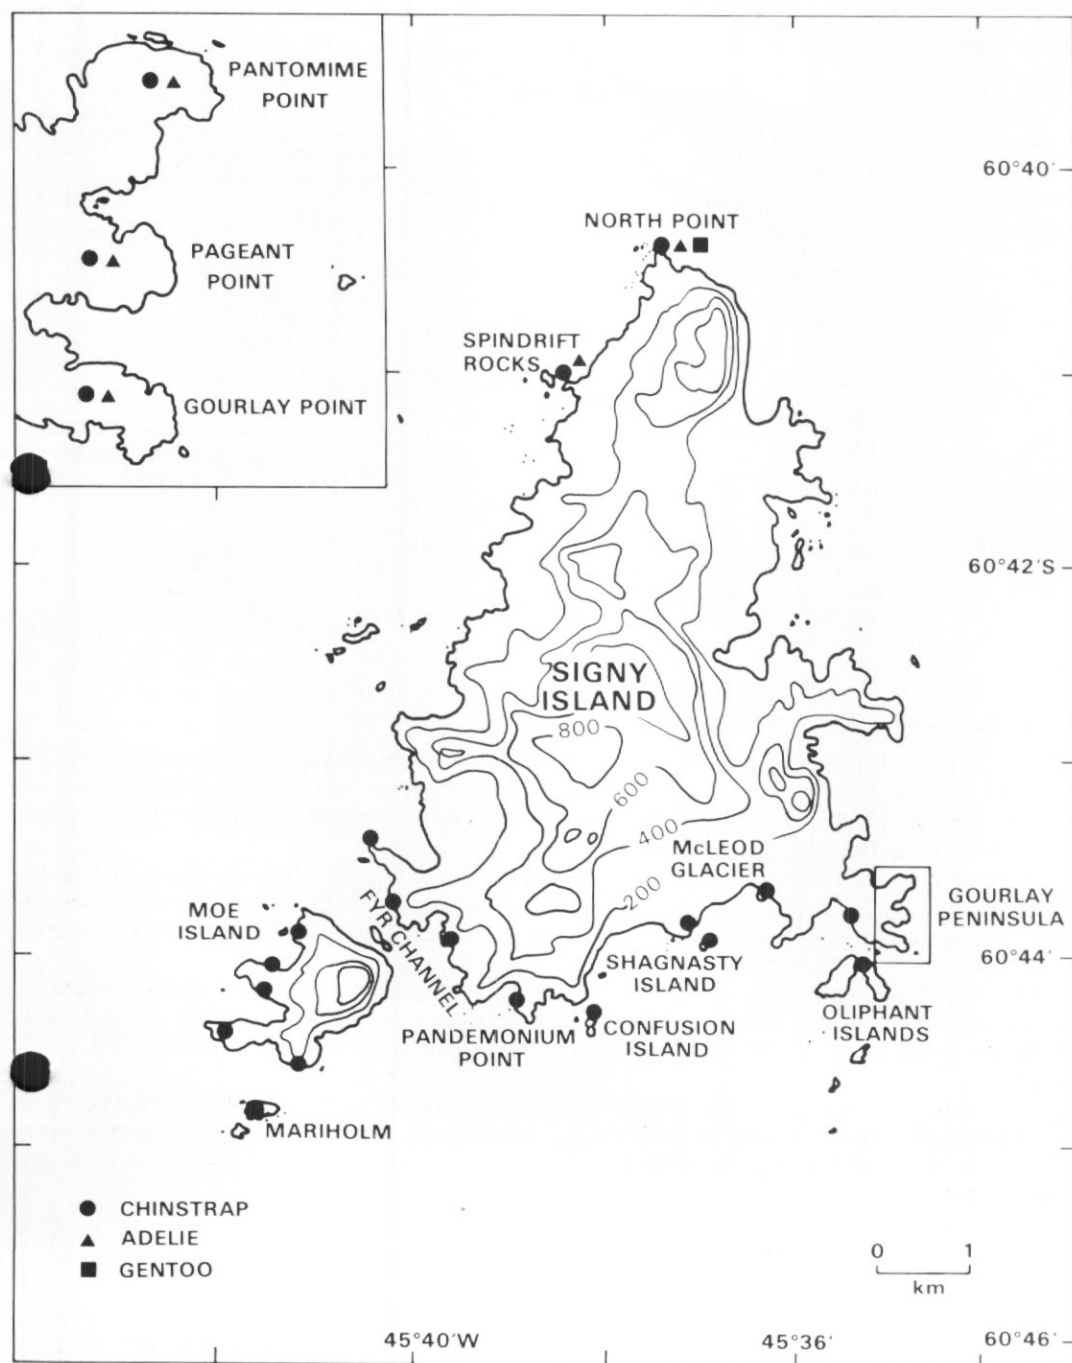 PANTOMIME
POINT
PAGEANT
POINT
GOURLAY POINT
60°40'
NORTH POINT
SPINDRIFT
ROCKS
60°42'S
SIGNY
ISLAND
800
600
400
200
McLEOD
GLACIER
GOURLAY
PENINSULA
60°44'
MOE
ISLAND
FYR CHANNEL
SHAGNASTY
ISLAND
OLIPHANT
ISLANDS
PANDEMONIUM
POINT
CONFUSION
ISLAND
MARIHOLM
CHINSTRAP
ADELIE
GENTOO
0 1
km
45°40'W
45°36'
60°46'